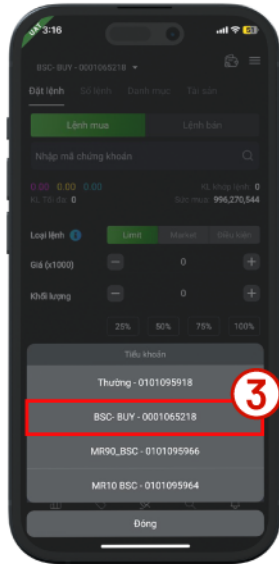 UAT
3:16
53
BSC- BUY - 0001065218
Đặt lệnh Sổ lệnh Danh mục Tài sản
Lệnh mua Lệnh bán
Nhập mã chứng khoán
0.00 0.00 0.00 KL khớp lệnh: 0
KL Tối đa: 0 Sức mua: 996,270,544
Loại lệnh Limit Market Điều kiện
Giá (x1000) 0
Khối lượng 0
25% 50% 75% 100%
Tiểu khoản
Thường - 0101095918
BSC- BUY - 0001065218
3
MR90_BSC - 0101095966
MR10 BSC - 0101095964
Đóng